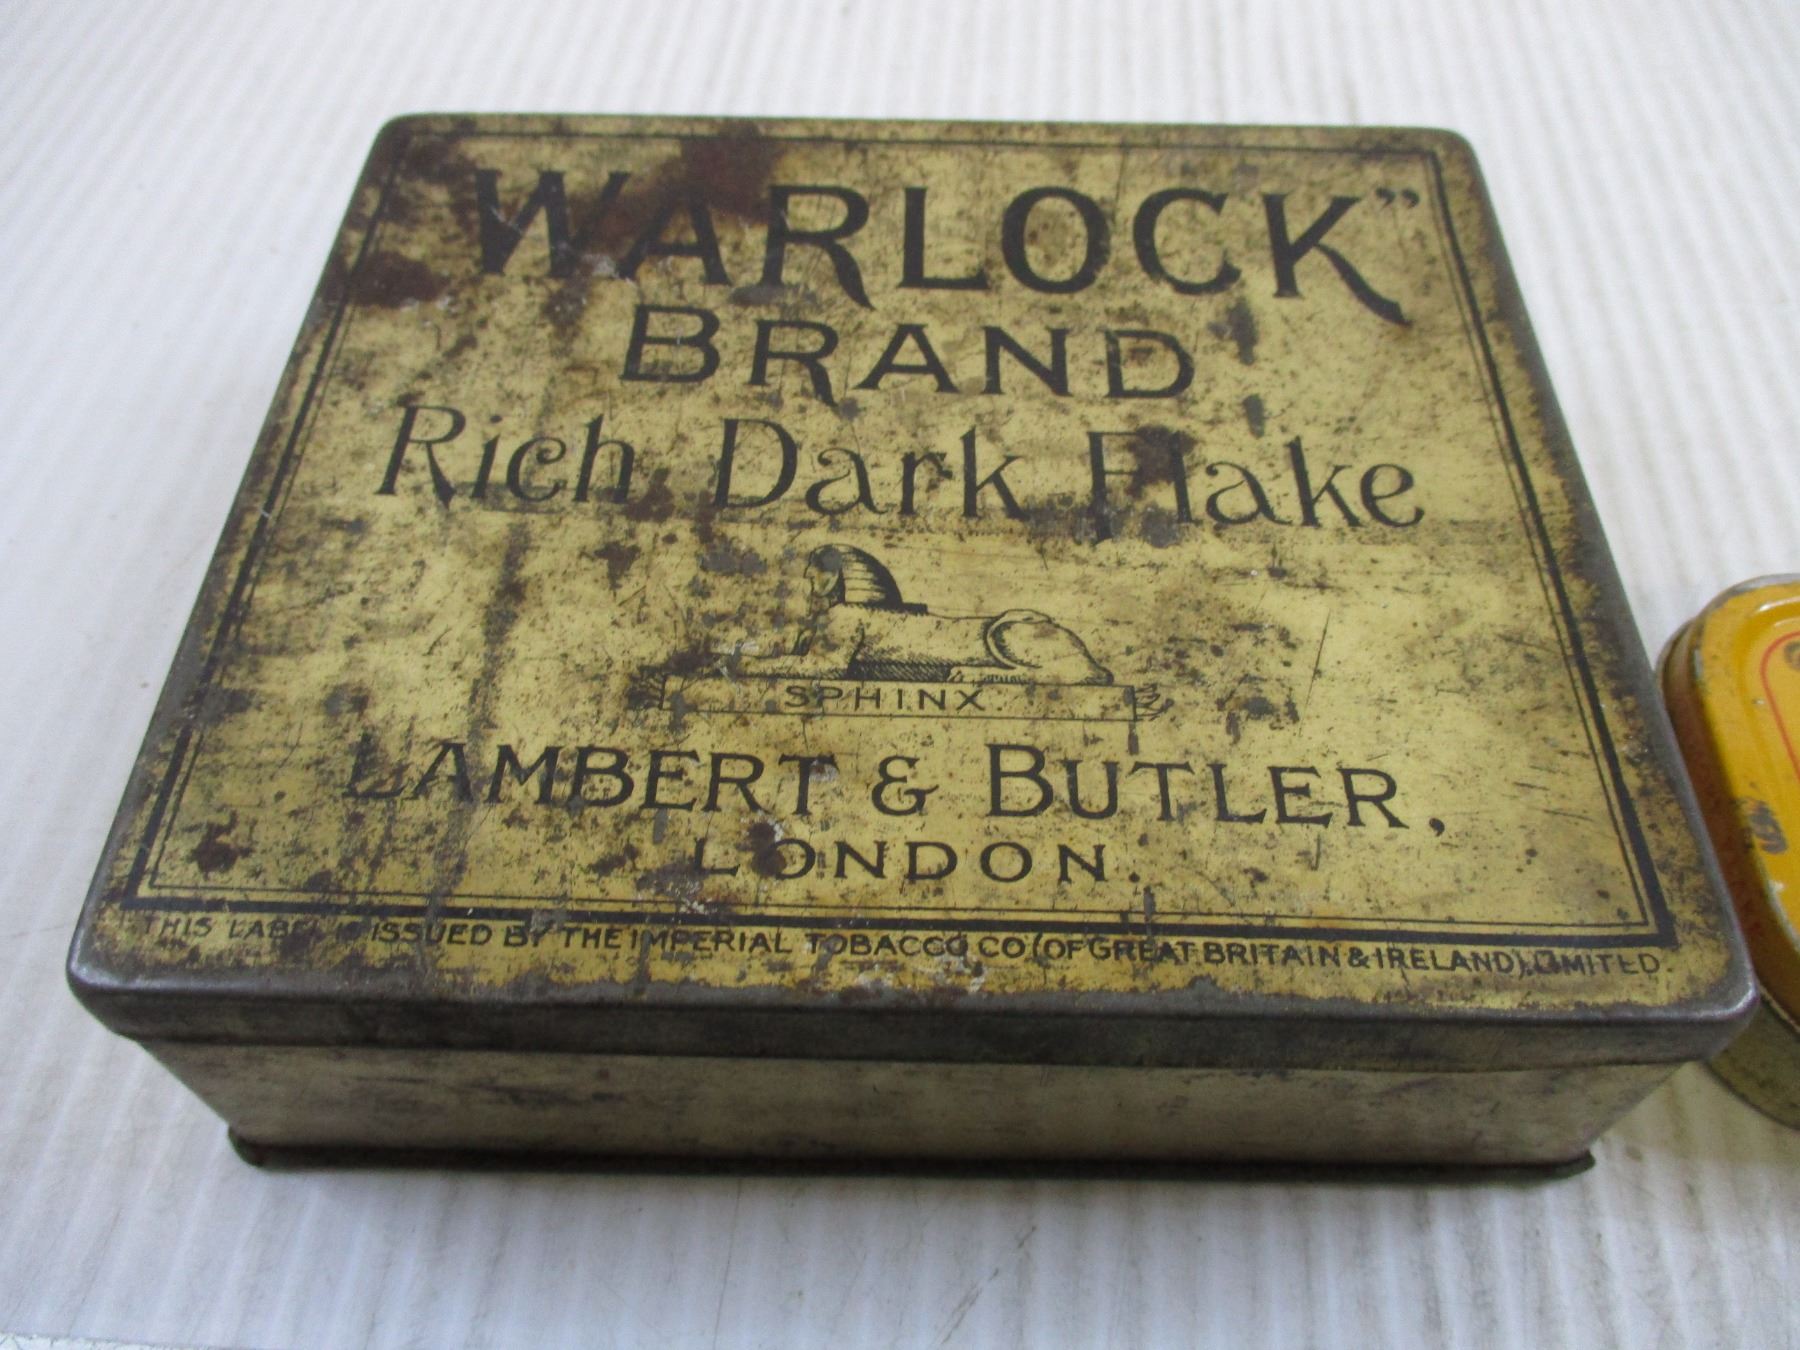 "WARLOCK"
BRAND
Rich Dark Flake
SPHINX.
LAMBERT & BUTLER,
LONDON.
THIS LABEL IS ISSUED BY THE IMPERIAL TOBACCO CO (OF GREAT BRITAIN & IRELAND), LIMITED.